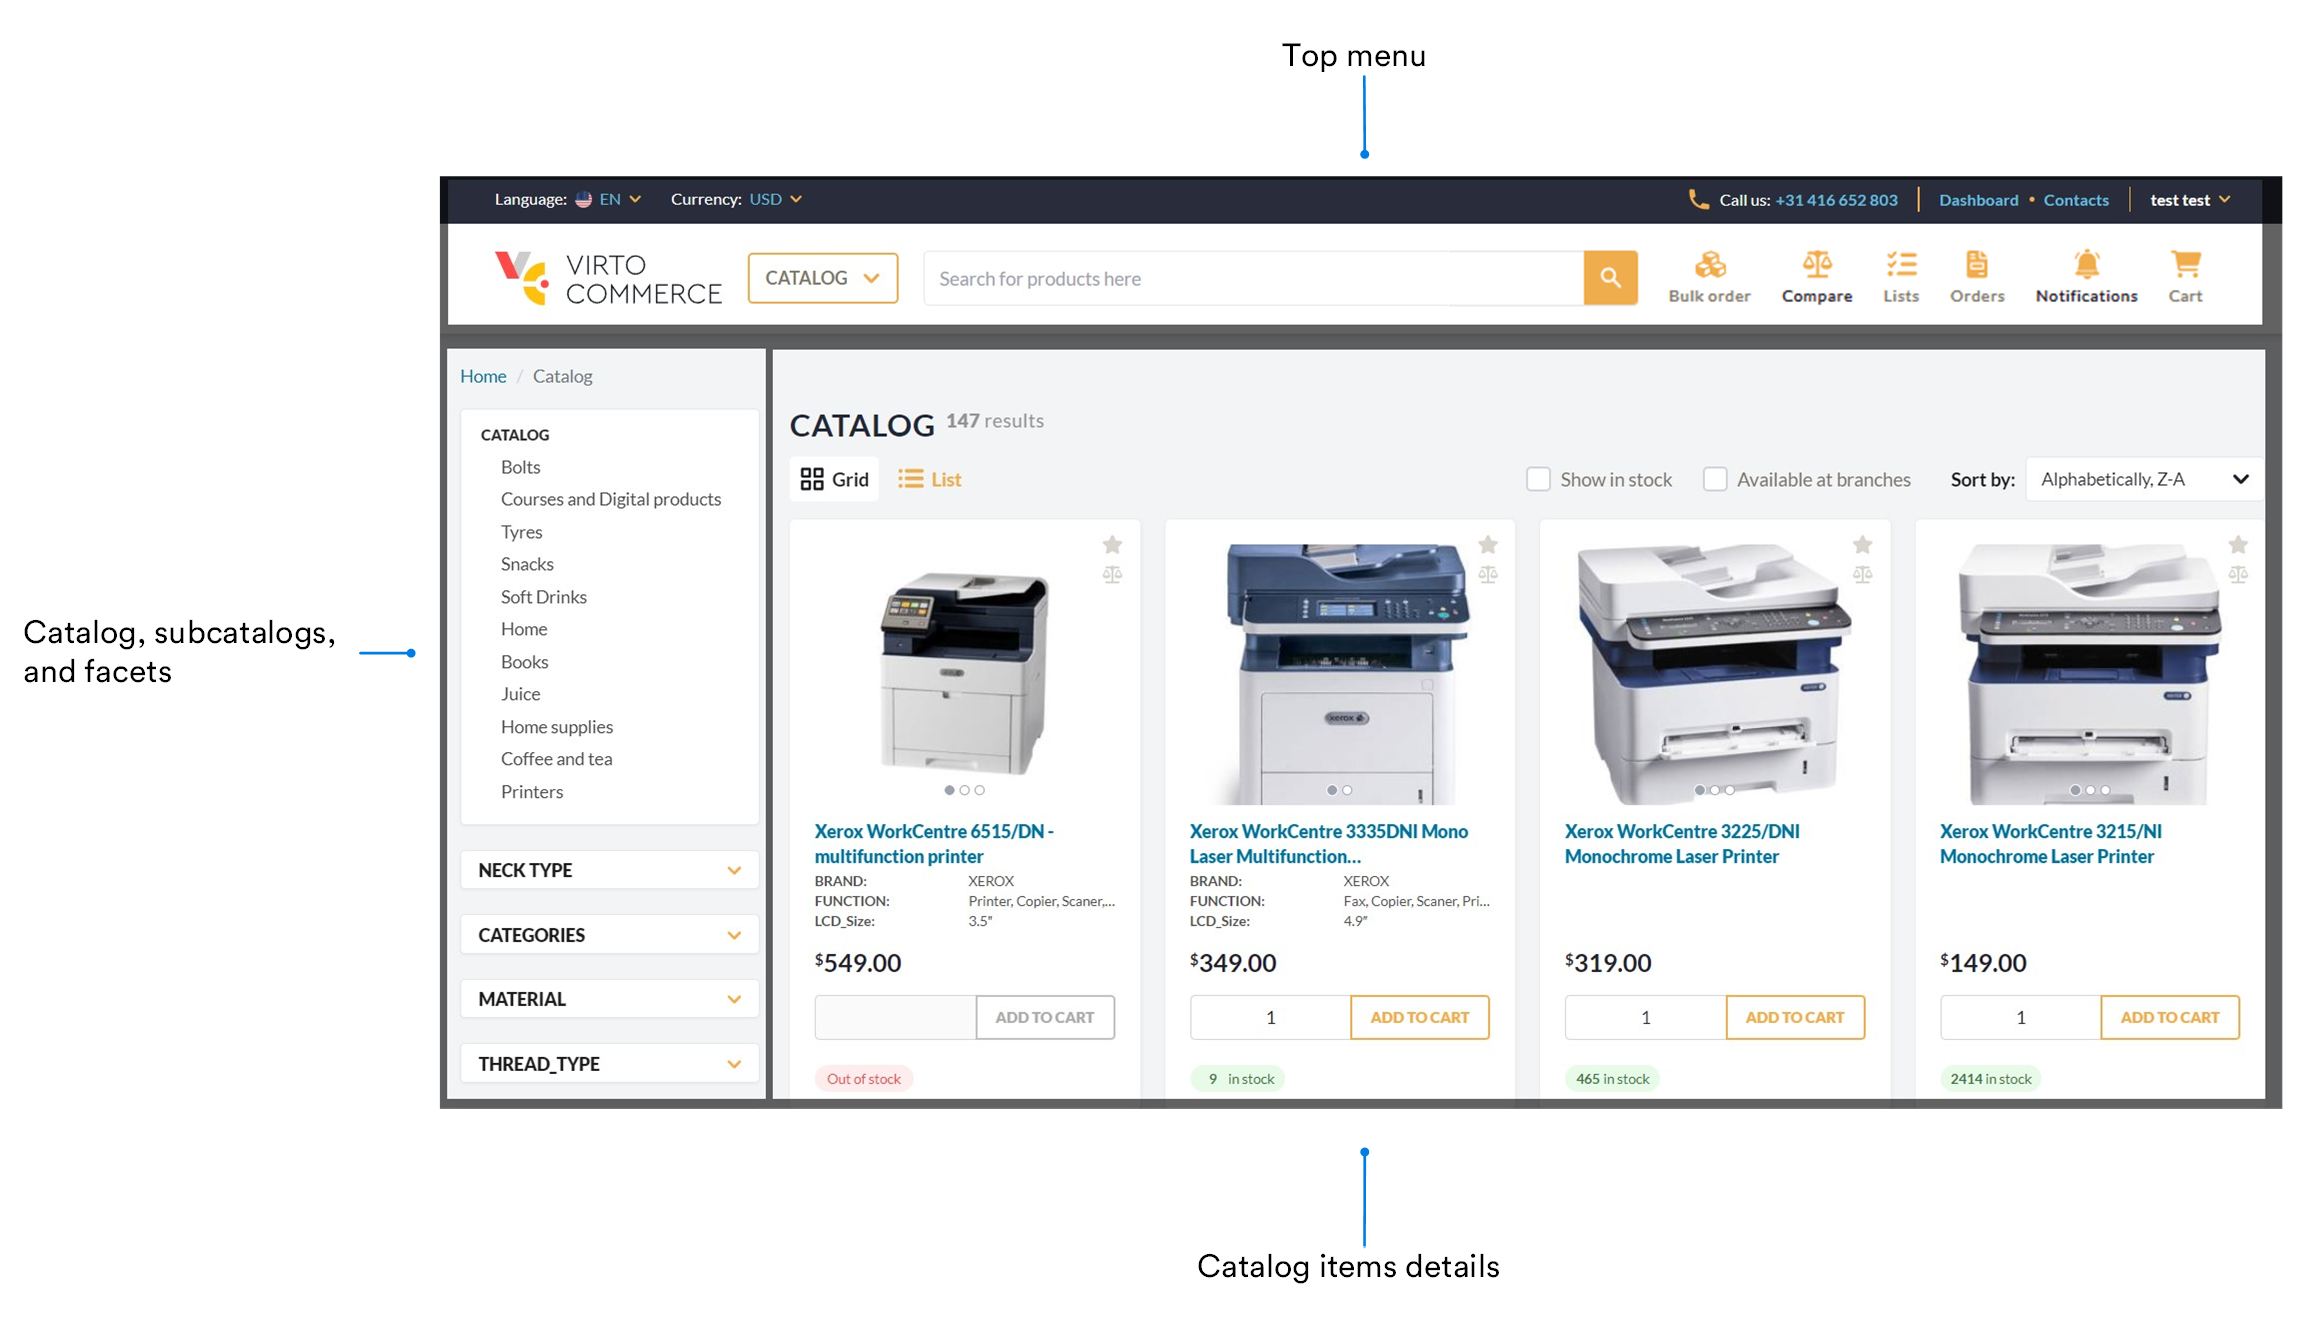 Top menu
Language: EN Currency: USD Call us: +31 416 652 803 Dashboard • Contacts test test
VIRTO
COMMERCE
CATALOG
Search for products here
Bulk order Compare Lists Orders Notifications Cart
Home / Catalog
CATALOG
Bolts
Courses and Digital products
Tyres
Snacks
Soft Drinks
Home
Books
Juice
Home supplies
Coffee and tea
Printers
NECK TYPE
CATEGORIES
MATERIAL
THREAD_TYPE
Catalog, subcatalogs,
and facets
CATALOG 147 results
Grid List Show in stock Available at branches Sort by: Alphabetically, Z-A
Xerox WorkCentre 6515/DN -
multifunction printer
BRAND: XEROX
FUNCTION: Printer, Copier, Scaner,...
LCD_Size: 3.5"
$549.00
ADD TO CART
Out of stock
xerox
Xerox WorkCentre 3335DNI Mono
Laser Multifunction...
BRAND: XEROX
FUNCTION: Fax, Copier, Scaner, Pri...
LCD_Size: 4.9"
$349.00
1 ADD TO CART
9 in stock
Xerox WorkCentre 3225/DNI
Monochrome Laser Printer
$319.00
1 ADD TO CART
465 in stock
Xerox WorkCentre 3215/NI
Monochrome Laser Printer
$149.00
1 ADD TO CART
2414 in stock
Catalog items details